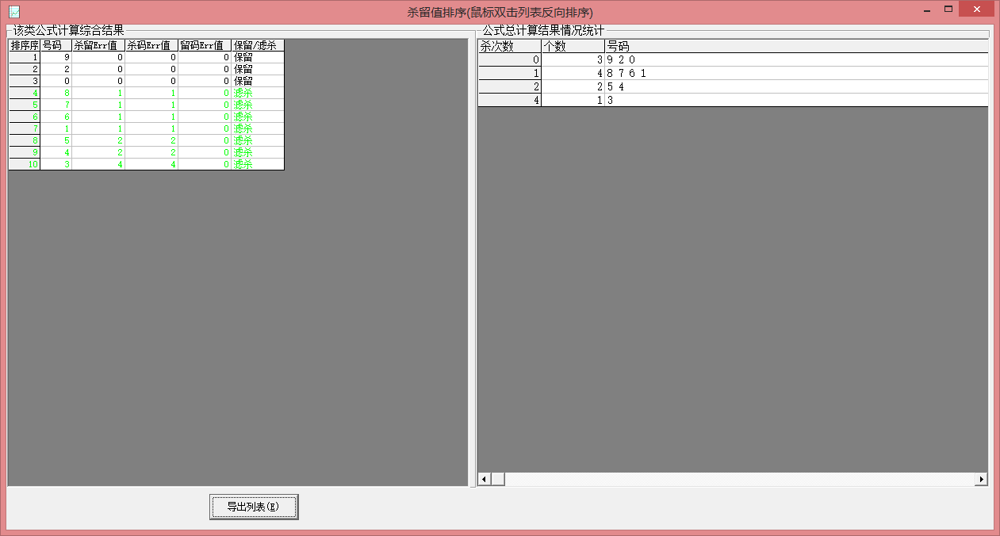 杀留值排序(鼠标双击列表反向排序)
该类公式计算综合结果
排序序 号码 杀留Err值 杀码Err值 留码Err值 保留/滤杀
1 9 0 0 0 保留
2 2 0 0 0 保留
3 0 0 0 0 保留
4 8 1 1 0 滤杀
5 7 1 1 0 滤杀
6 6 1 1 0 滤杀
7 1 1 1 0 滤杀
8 5 2 2 0 滤杀
9 4 2 2 0 滤杀
10 3 4 4 0 滤杀
公式总计算结果情况统计
杀次数 个数 号码
0 3 9 2 0
1 4 8 7 6 1
2 2 5 4
4 1 3
导出列表(E)